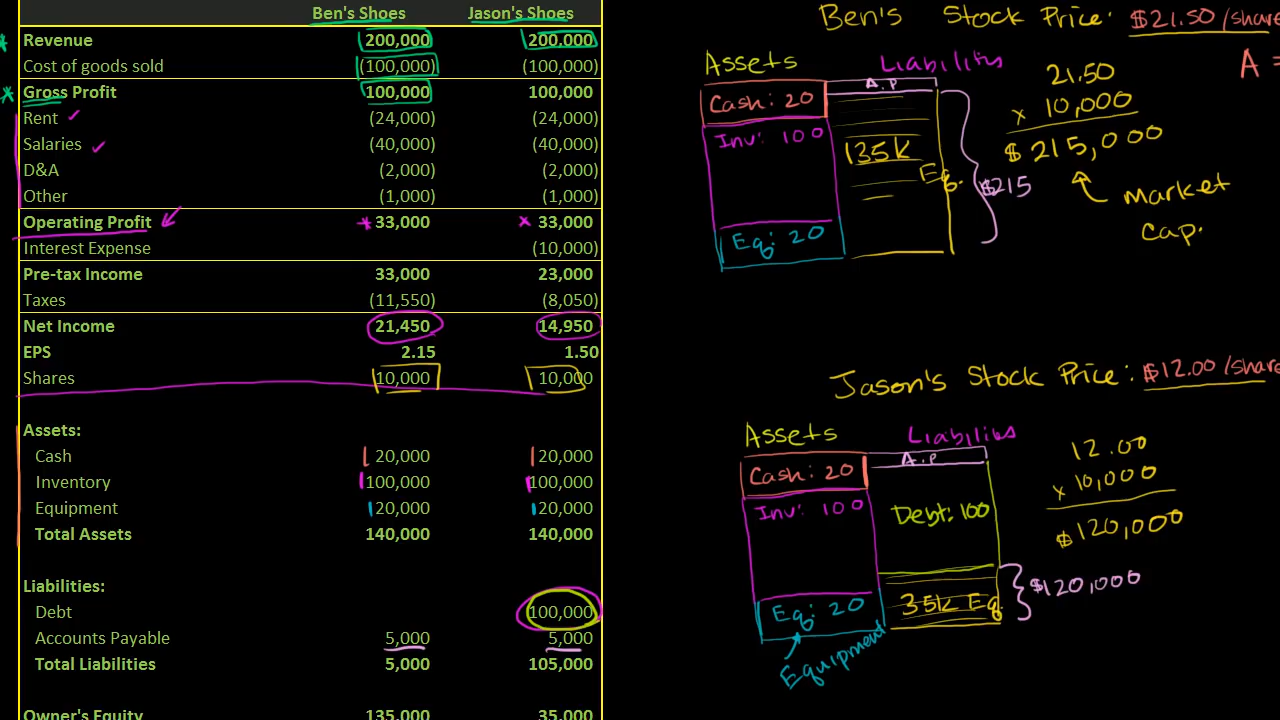 Ben's Shoes Jason's Shoes
Revenue 200,000 200,000
Cost of goods sold (100,000) (100,000)
Gross Profit 100,000 100,000
Rent (24,000) (24,000)
Salaries (40,000) (40,000)
D&A (2,000) (2,000)
Other (1,000) (1,000)
Operating Profit 33,000 33,000
Interest Expense (10,000)
Pre-tax Income 33,000 23,000
Taxes (11,550) (8,050)
Net Income 21,450 14,950
EPS 2.15 1.50
Shares 10,000 10,000
Assets:
Cash 20,000 20,000
Inventory 100,000 100,000
Equipment 20,000 20,000
Total Assets 140,000 140,000
Liabilities:
Debt 100,000
Accounts Payable 5,000 5,000
Total Liabilities 5,000 105,000
Owner's Equity 135,000 35,000
Ben's Stock Price: $21.50 /share
A =
Assets Liabilities
A.P
Cash: 20
Inv: 100
135k
Eq.
Eq: 20
$215
21.50
x 10,000
$ 215,000
market
cap.
Jason's Stock Price: $12.00 /share
Assets Liabilitis
A.P
Cash: 20
Inv: 100
Debt: 100
Eq: 20
35k Eq.
$120,000
Equipment
12.00
x 10,000
$120,000